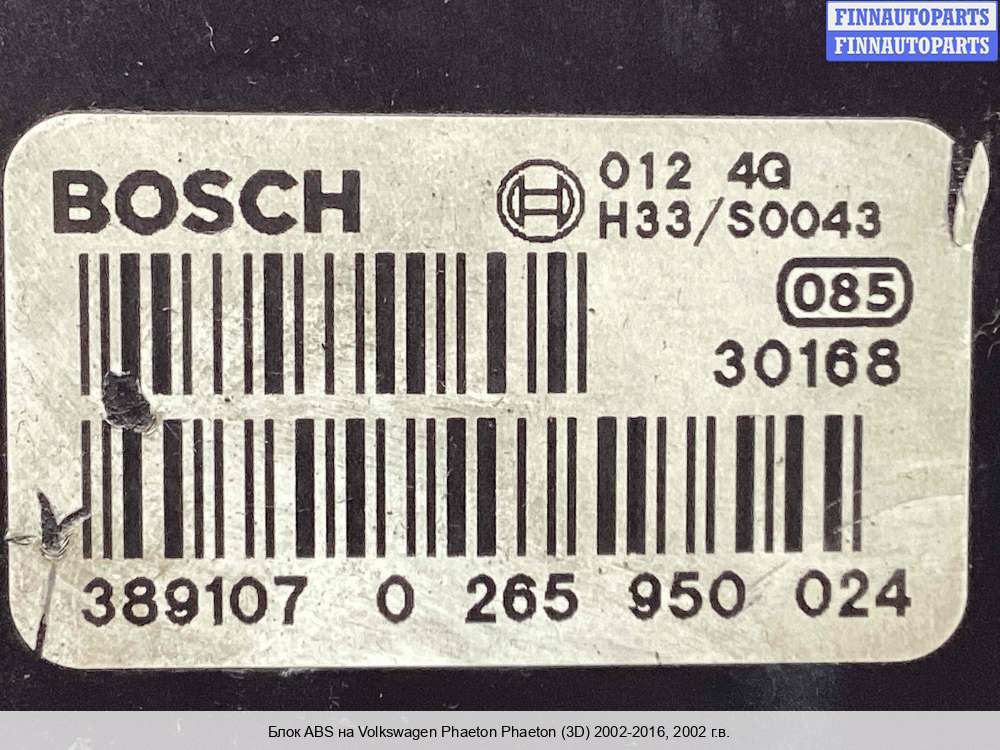 FINNAUTOPARTS
FINNAUTOPARTS
BOSCH
012 4G
H33/S0043
085
30168
389107 0 265 950 024
Блок ABS на Volkswagen Phaeton Phaeton (3D) 2002-2016, 2002 г.в.